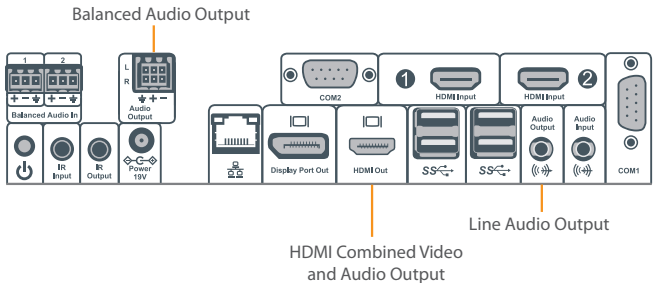 Balanced Audio Output
1 2
L
R
+ - + -
Balanced Audio In
+ -
Audio
Output
COM2
1
HDMI Input
HDMI Input
2
IR
Input
IR
Output
Power
19V
Display Port Out
HDMI Out
SS
SS
Audio
Output
Audio
Input
COM1
Line Audio Output
HDMI Combined Video
and Audio Output